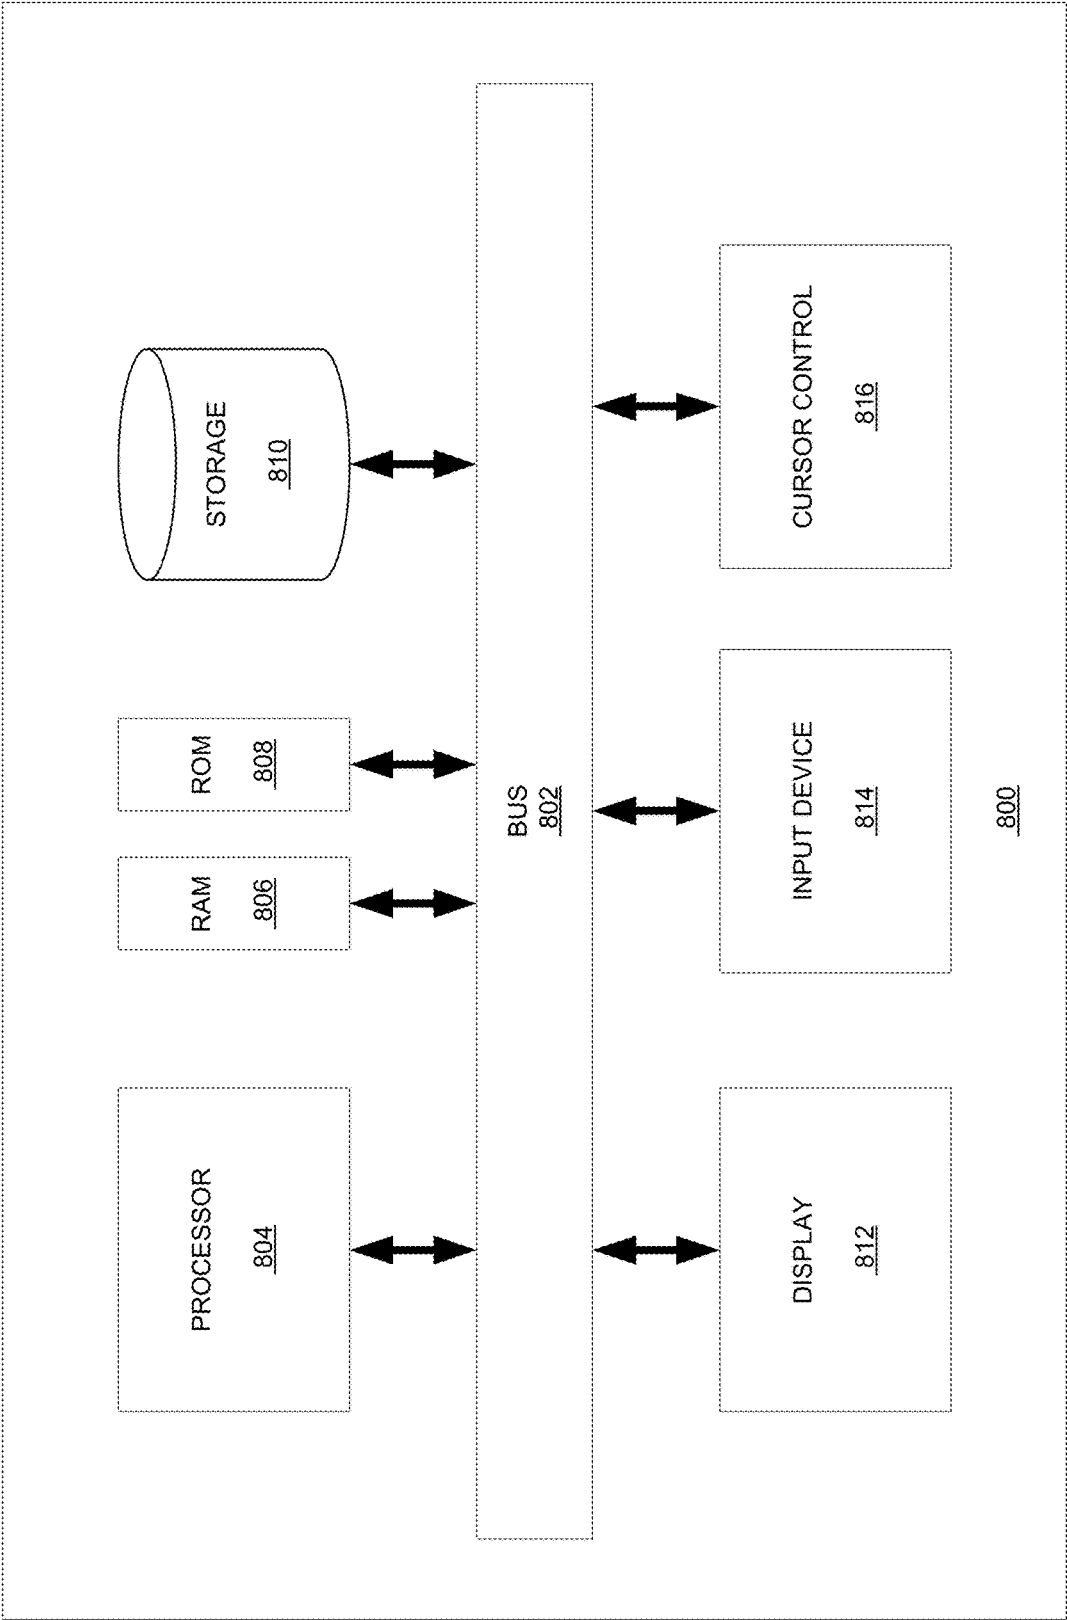 PROCESSOR
804
RAM
806
ROM
808
STORAGE
810
BUS
802
DISPLAY
812
INPUT DEVICE
814
CURSOR CONTROL
816
800